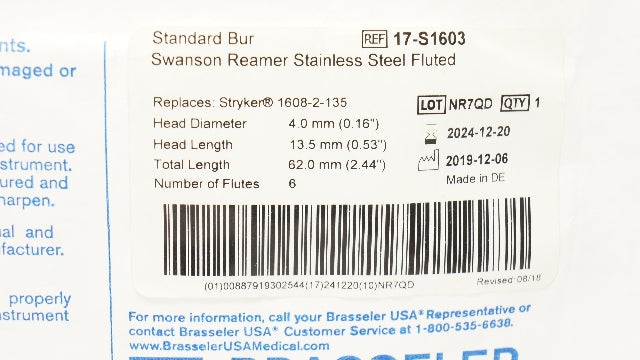 nts.
maged or
ed for use
strument.
ured and
harpen.
al and
facturer.
properly
nstrument
Standard Bur
REF 17-S1603
Swanson Reamer Stainless Steel Fluted
Replaces: Stryker® 1608-2-135
LOT NR7QD QTY 1
Head Diameter 4.0 mm (0.16")
2024-12-20
Head Length 13.5 mm (0.53")
Total Length 62.0 mm (2.44")
2019-12-06
Number of Flutes 6
Made in DE
(01)00887919302544(17)241220(10)NR7QD
Revised: 08/18
For more information, call your Brasseler USA® Representative or
contact Brasseler USA® Customer Service at 1-800-535-6638.
www.BrasselerUSAMedical.com
BRASSELER